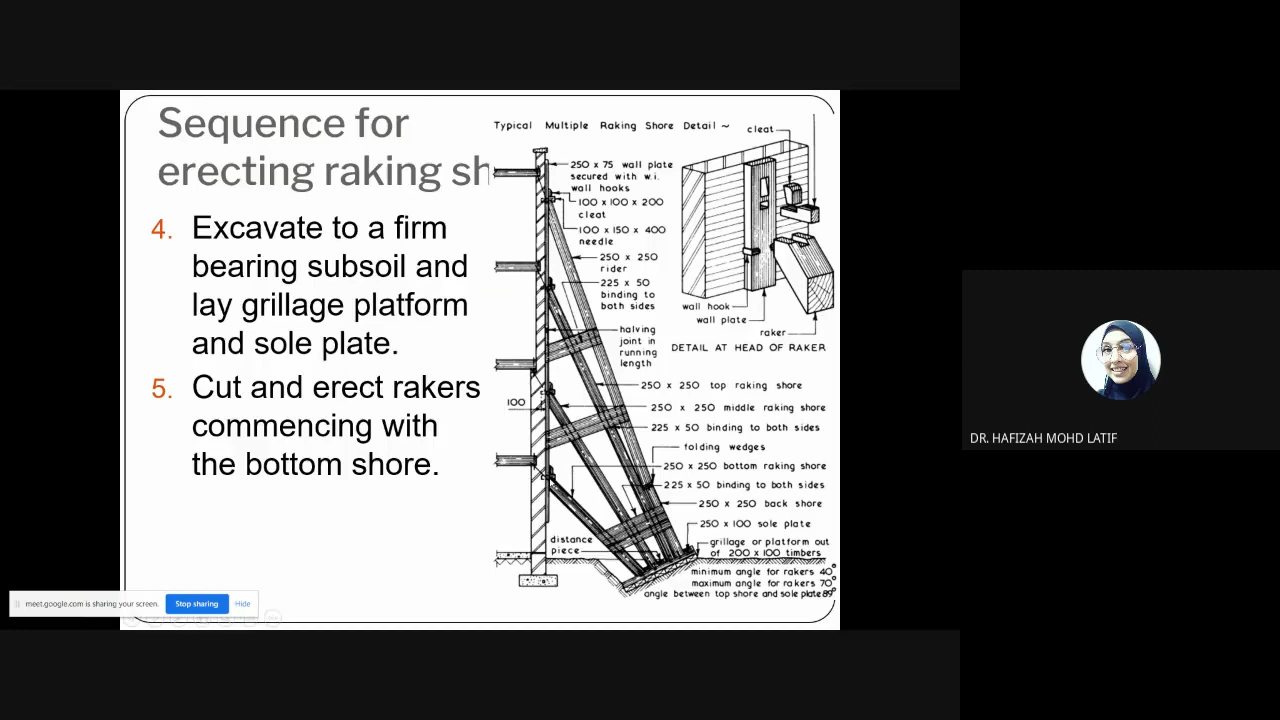 Sequence for
erecting raking sh
4. Excavate to a firm
bearing subsoil and
lay grillage platform
and sole plate.
5. Cut and erect rakers
commencing with
the bottom shore.
Typical Multiple Raking Shore Detail ~
cleat
250 x 75 wall plate
secured with w.i.
wall hooks
100 x 100 x 200
cleat
100 x 150 x 400
needle
250 x 250
rider
225 x 50
binding to
both sides
halving
joint in
running
length
wall hook
wall plate
raker
DETAIL AT HEAD OF RAKER
250 x 250 top raking shore
100
250 x 250 middle raking shore
225 x 50 binding to both sides
folding wedges
250 x 250 bottom raking shore
225 x 50 binding to both sides
250 x 250 back shore
250 x 100 sole plate
distance
piece
grillage or platform out
of 200 x 100 timbers
minimum angle for rakers 40°
maximum angle for rakers 70°
angle between top shore and sole plate 89°
meet.google.com is sharing your screen.
Stop sharing
Hide
DR. HAFIZAH MOHD LATIF